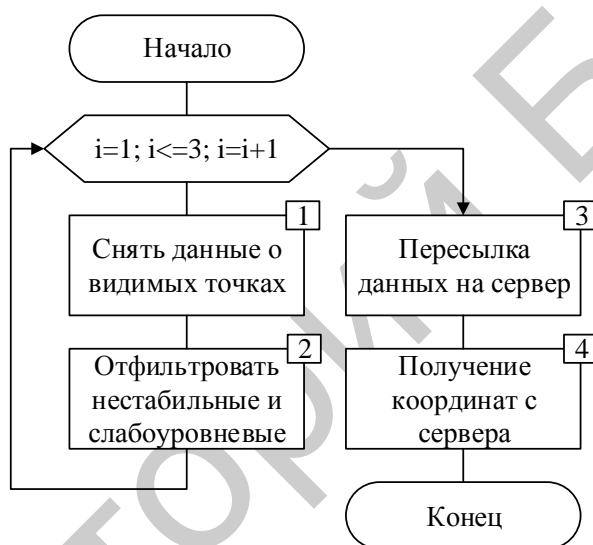 Начало
i=1; i<=3; i=i+1
1
Снять данные о
видимых точках
2
Отфильтровать
нестабильные и
слабоуровневые
3
Пересылка
данных на сервер
4
Получение
координат с
сервера
Конец